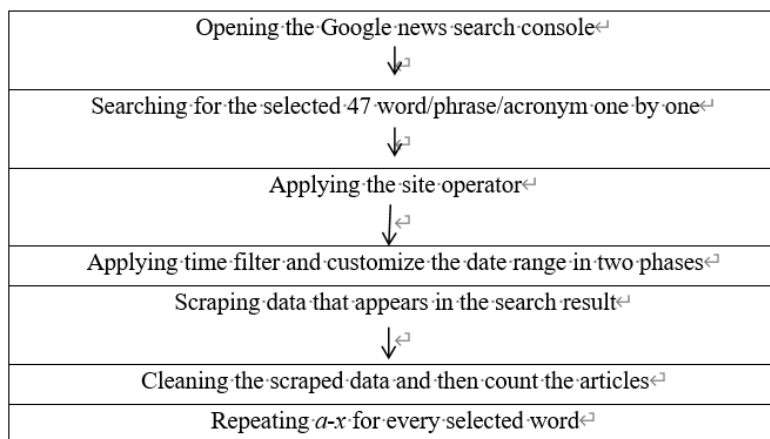 Opening the Google news search console
Searching for the selected 47 word/phrase/acronym one by one
Applying the site operator
Applying time filter and customize the date range in two phases
Scraping data that appears in the search result
Cleaning the scraped data and then count the articles
Repeating a-x for every selected word